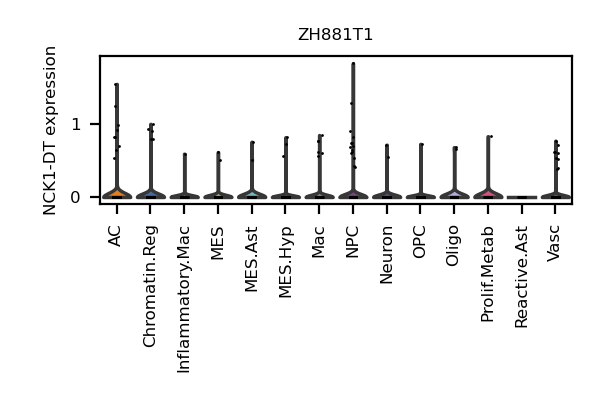 ZH881T1
NCK1-DT expression
1
0
AC
Chromatin.Reg
Inflammatory.Mac
MES
MES.Ast
MES.Hyp
Mac
NPC
Neuron
OPC
Oligo
Prolif.Metab
Reactive.Ast
Vasc